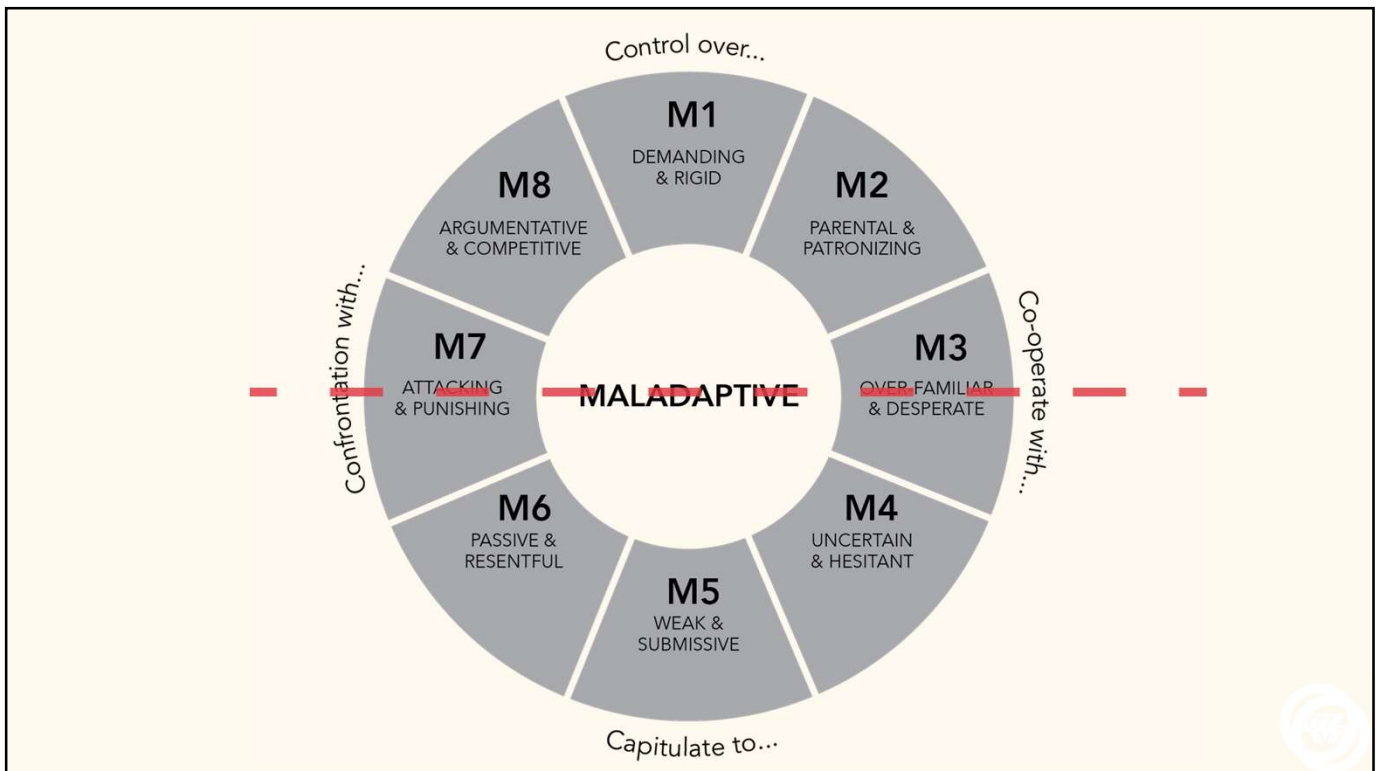 Control over...
M1
DEMANDING
& RIGID
M2
PARENTAL &
PATRONIZING
Co-operate with...
M3
OVER-FAMILIAR
& DESPERATE
M4
UNCERTAIN
& HESITANT
Capitulate to...
M5
WEAK &
SUBMISSIVE
M6
PASSIVE &
RESENTFUL
Confrontation with...
M7
ATTACKING
& PUNISHING
M8
ARGUMENTATIVE
& COMPETITIVE
MALADAPTIVE